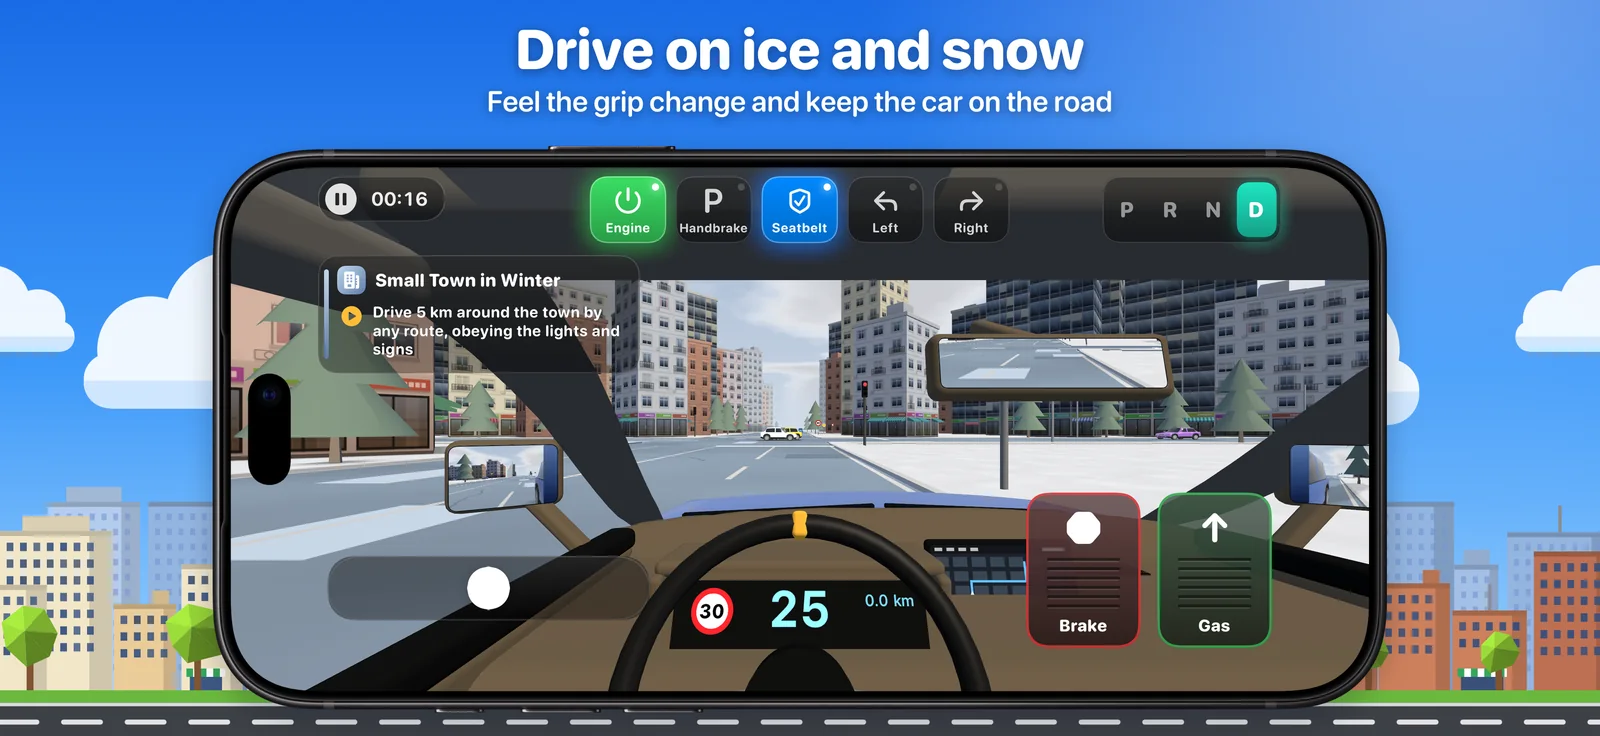 Drive on ice and snow
Feel the grip change and keep the car on the road
00:16
Engine
P
Handbrake
Seatbelt
Left
Right
P R N D
Small Town in Winter
Drive 5 km around the town by
any route, obeying the lights and
signs
30
25
0.0 km
Brake
Gas